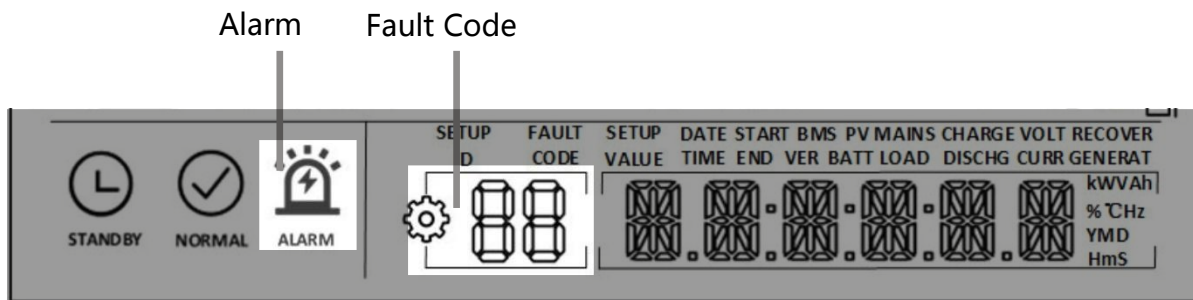 Alarm Fault Code
SETUP FAULT SETUP DATE START BMS PV MAINS CHARGE VOLT RECOVER
D CODE VALUE TIME END VER BATT LOAD DISCHG CURR GENERAT
kWVAh
% ℃Hz
YMD
HmS
STANDBY NORMAL ALARM